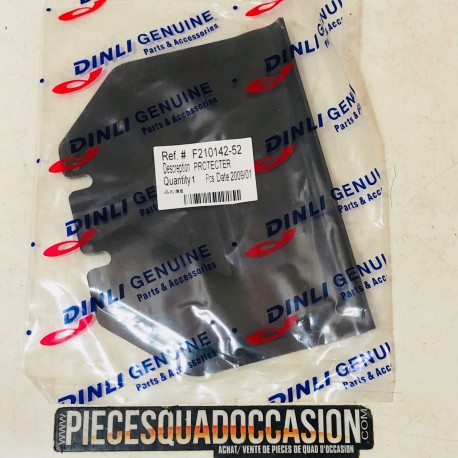 DINLI GENUINE
Parts & Accessories
DINLI GENUINE
Parts & Accessories
DINLI GENUINE
Parts & Accessories
Ref. # F210142-52
Descreption PROTECTER
Quantity 1 Pcs Date 2009/01
DINLI GENUINE
Parts & Accessories
DINLI GENUINE
Parts & Accessories
DINLI GENUINE
Parts & Accessories
PIECESQUADOCCASION.COM
ACHAT/ VENTE DE PIECES DE QUAD D'OCCASION